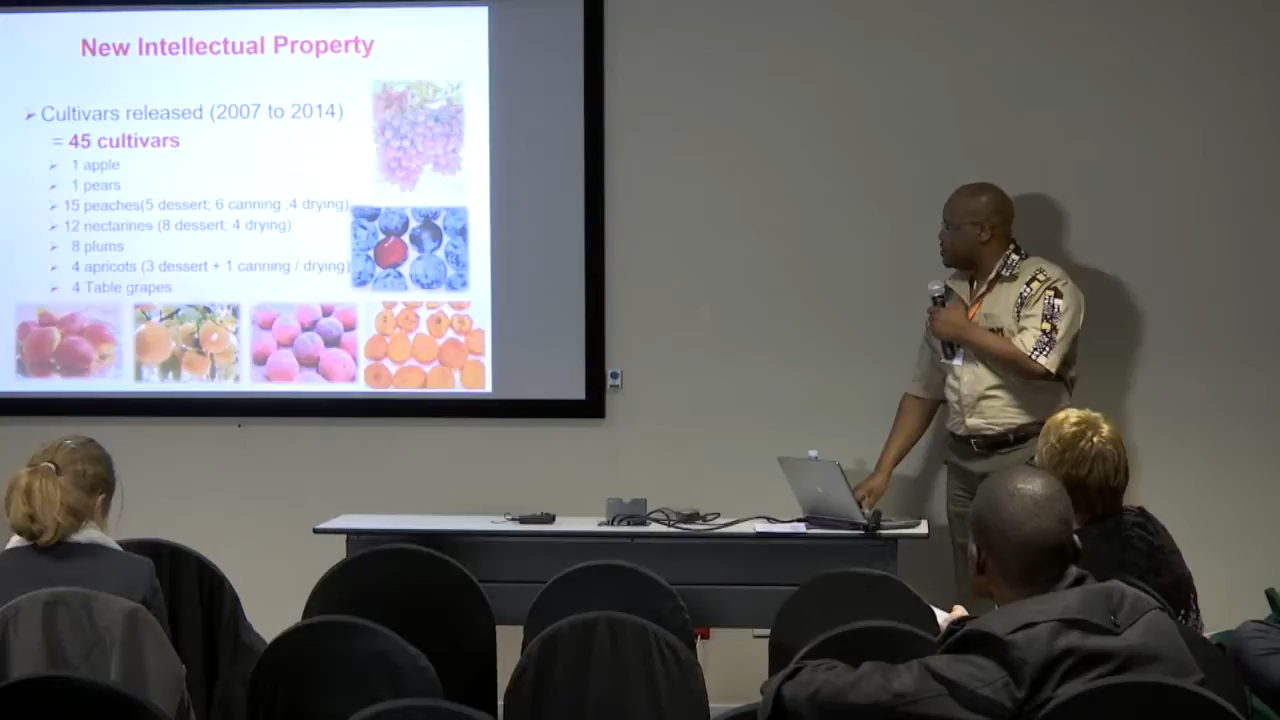 New Intellectual Property
Cultivars released (2007 to 2014)
= 45 cultivars
1 apple
1 pears
15 peaches(5 dessert; 6 canning ,4 drying)
12 nectarines (8 dessert; 4 drying)
8 plums
4 apricots (3 dessert + 1 canning / drying)
4 Table grapes